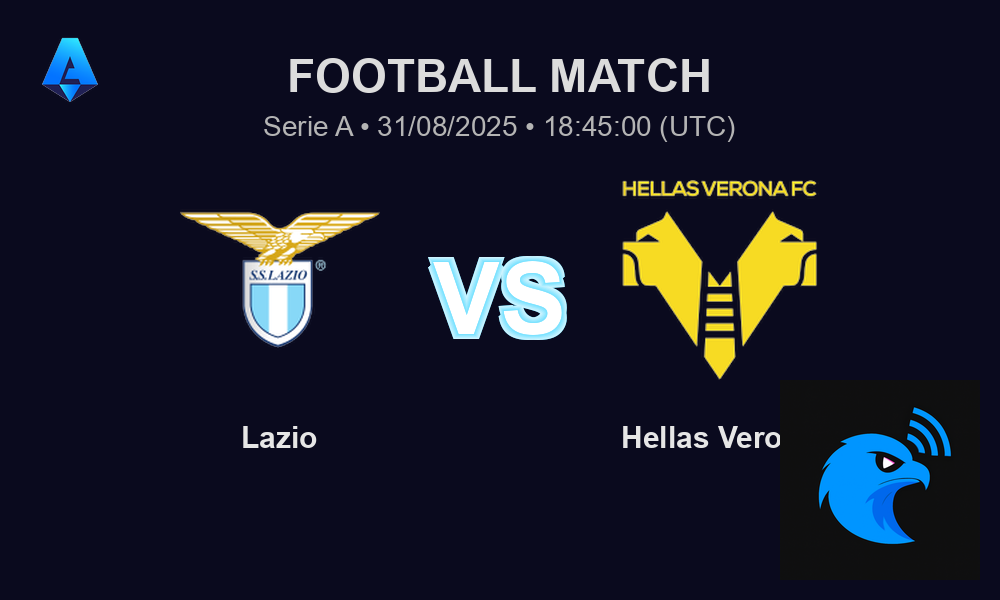 FOOTBALL MATCH
Serie A • 31/08/2025 • 18:45:00 (UTC)
HELLAS VERONA FC
S.S.LAZIO
®
VS
Lazio
Hellas Vero